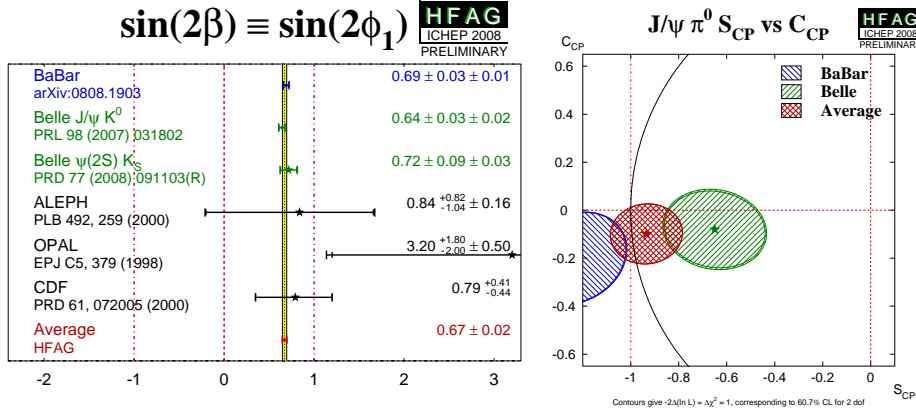 sin(2β) ≡ sin(2ϕ₁)
HFAG
ICHEP 2008
PRELIMINARY
BaBar
arXiv:0808.1903
0.69 ± 0.03 ± 0.01
Belle J/ψ K⁰
PRL 98 (2007) 031802
0.64 ± 0.03 ± 0.02
Belle ψ(2S) K_S
PRD 77 (2008) 091103(R)
0.72 ± 0.09 ± 0.03
ALEPH
PLB 492, 259 (2000)
0.84 +0.82 -1.04 ± 0.16
OPAL
EPJ C5, 379 (1998)
3.20 +1.80 -2.00 ± 0.50
CDF
PRD 61, 072005 (2000)
0.79 +0.41 -0.44
Average
HFAG
0.67 ± 0.02
-2 -1 0 1 2 3
J/ψ π⁰ S_CP vs C_CP
HFAG
ICHEP 2008
PRELIMINARY
C_CP
BaBar
Belle
Average
0.6
0.4
0.2
0
-0.2
-0.4
-0.6
-1 -0.8 -0.6 -0.4 -0.2 0
S_CP
Contours give -2Δ(ln L) = Δχ² = 1, corresponding to 60.7% CL for 2 dof